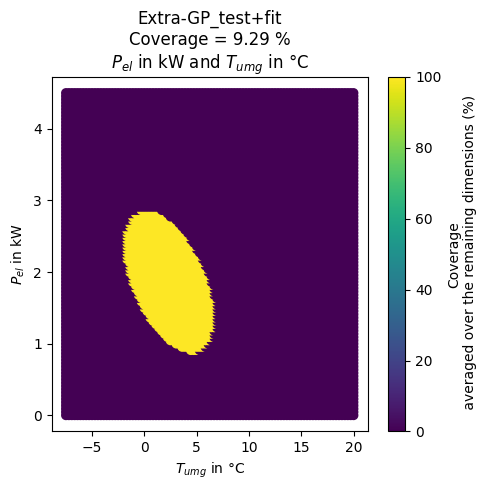 Extra-GP_test+fit
Coverage = 9.29 %
P_{el} in kW and T_{umg} in °C
P_{el} in kW
4
3
2
1
0
−5
0
5
10
15
20
T_{umg} in °C
100
80
60
40
20
0
Coverage
averaged over the remaining dimensions (%)